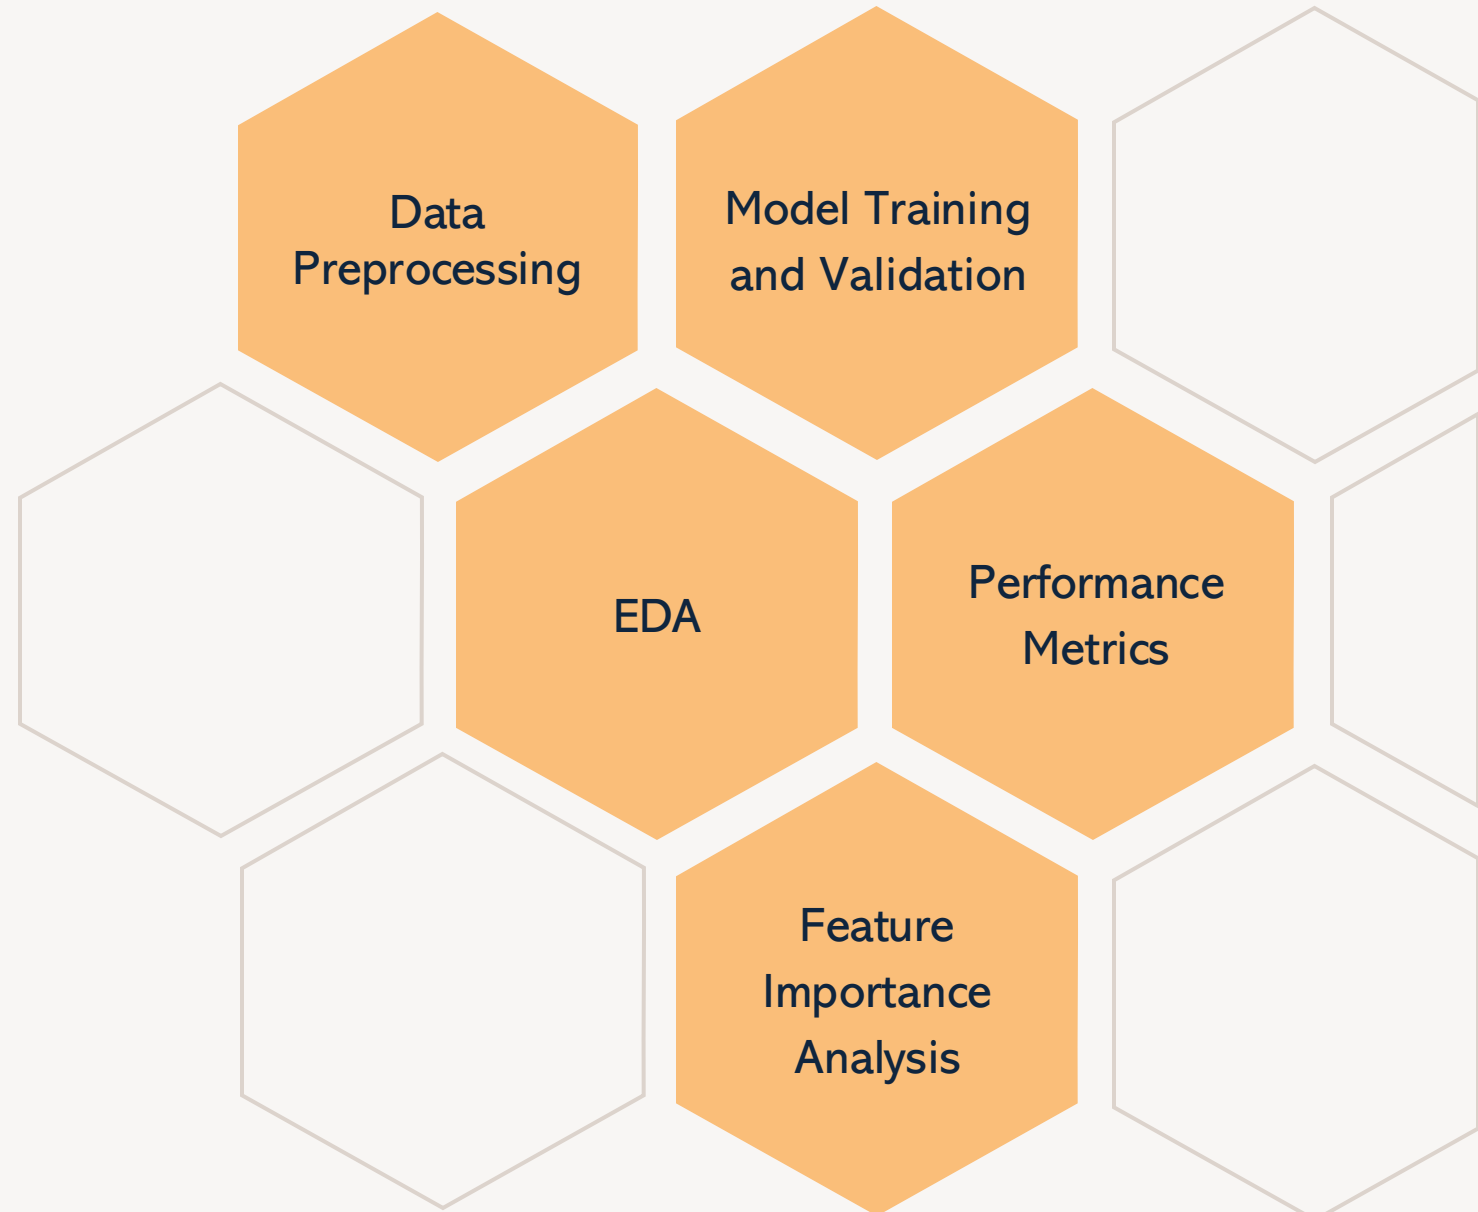 Data
Preprocessing
Model Training
and Validation
EDA
Performance
Metrics
Feature
Importance
Analysis